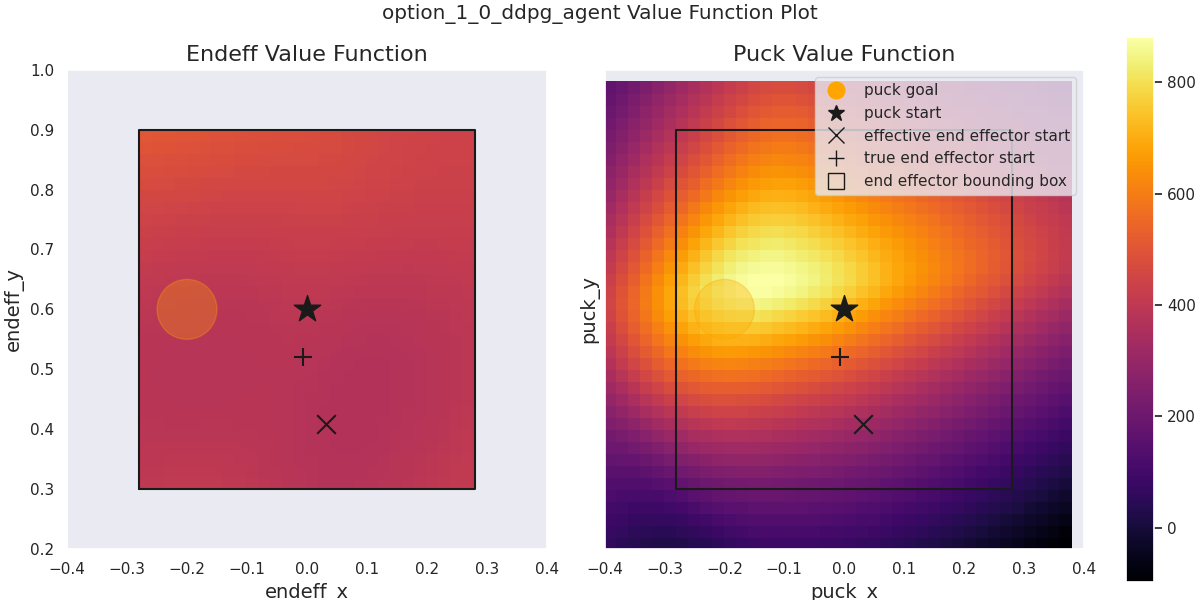 option_1_0_ddpg_agent Value Function Plot
Endeff Value Function
Puck Value Function
1.0
0.9
0.8
0.7
0.6
0.5
0.4
0.3
0.2
endeff_y
−0.4 −0.3 −0.2 −0.1 0.0 0.1 0.2 0.3 0.4
endeff_x
puck_y
puck goal
puck start
effective end effector start
true end effector start
end effector bounding box
−0.4 −0.3 −0.2 −0.1 0.0 0.1 0.2 0.3 0.4
puck_x
800
600
400
200
0